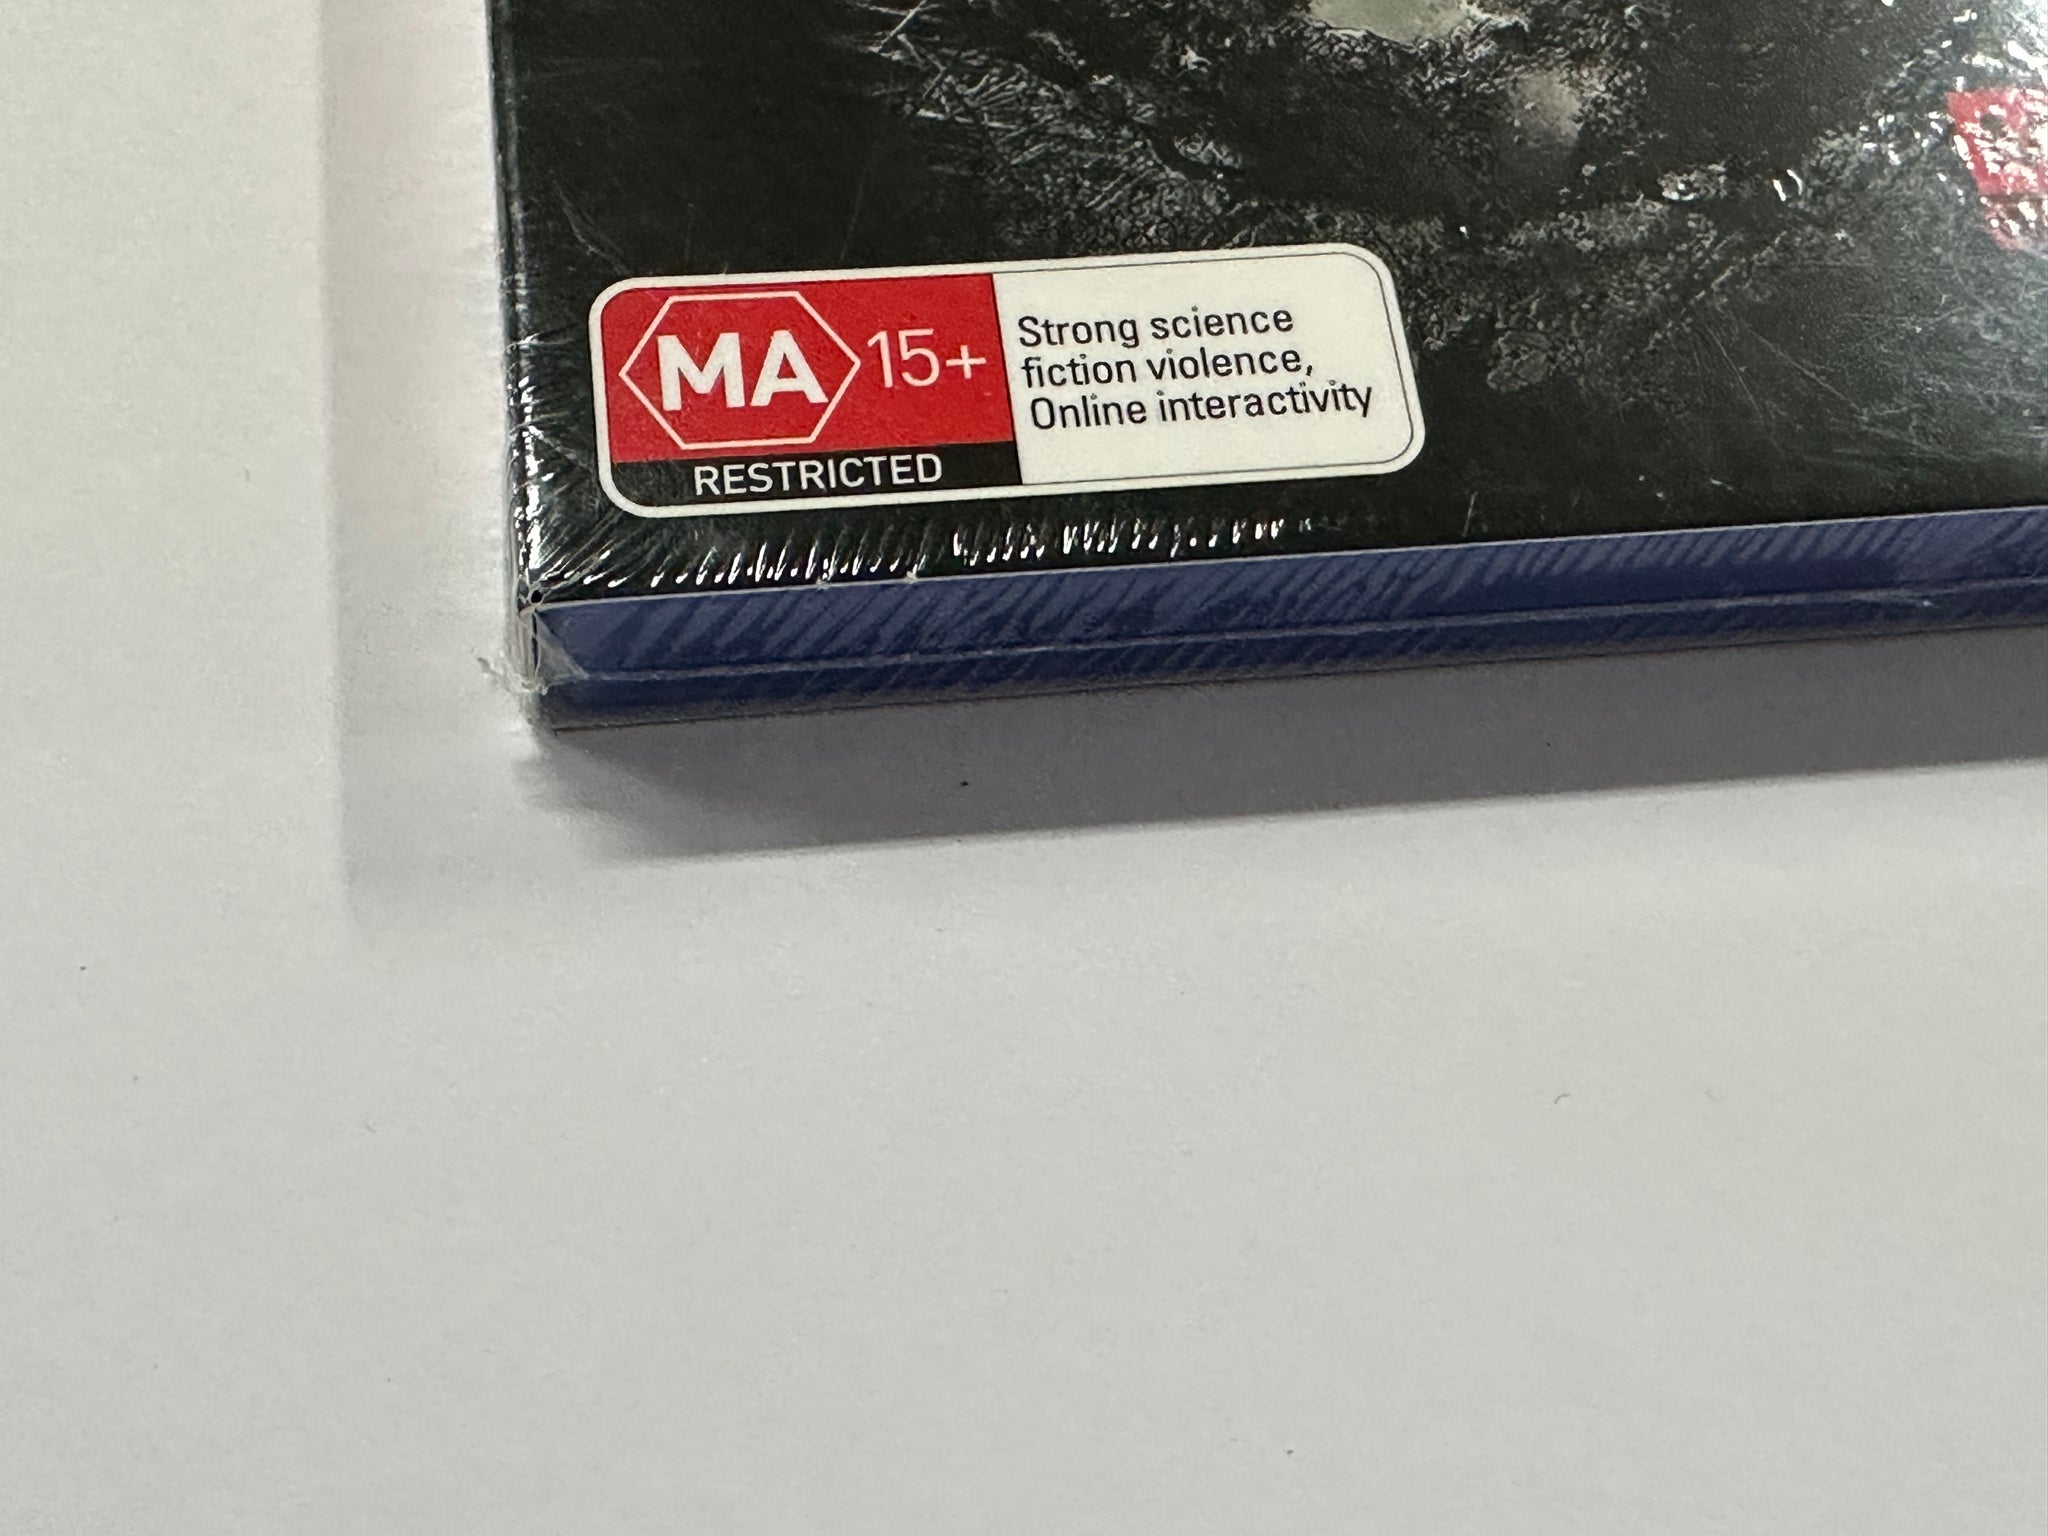 MA 15+
RESTRICTED
Strong science
fiction violence,
Online interactivity